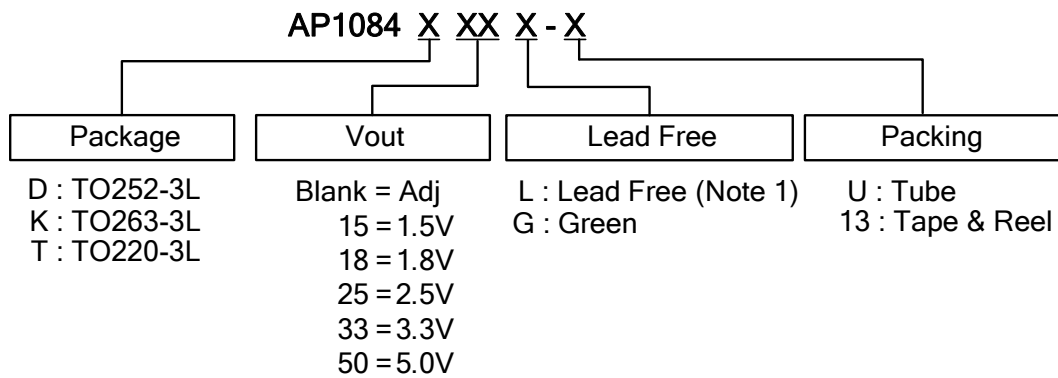 AP1084 X XX X - X
Package
Vout
Lead Free
Packing
D : TO252-3L
K : TO263-3L
T : TO220-3L
Blank = Adj
15 = 1.5V
18 = 1.8V
25 = 2.5V
33 = 3.3V
50 = 5.0V
L : Lead Free (Note 1)
G : Green
U : Tube
13 : Tape & Reel